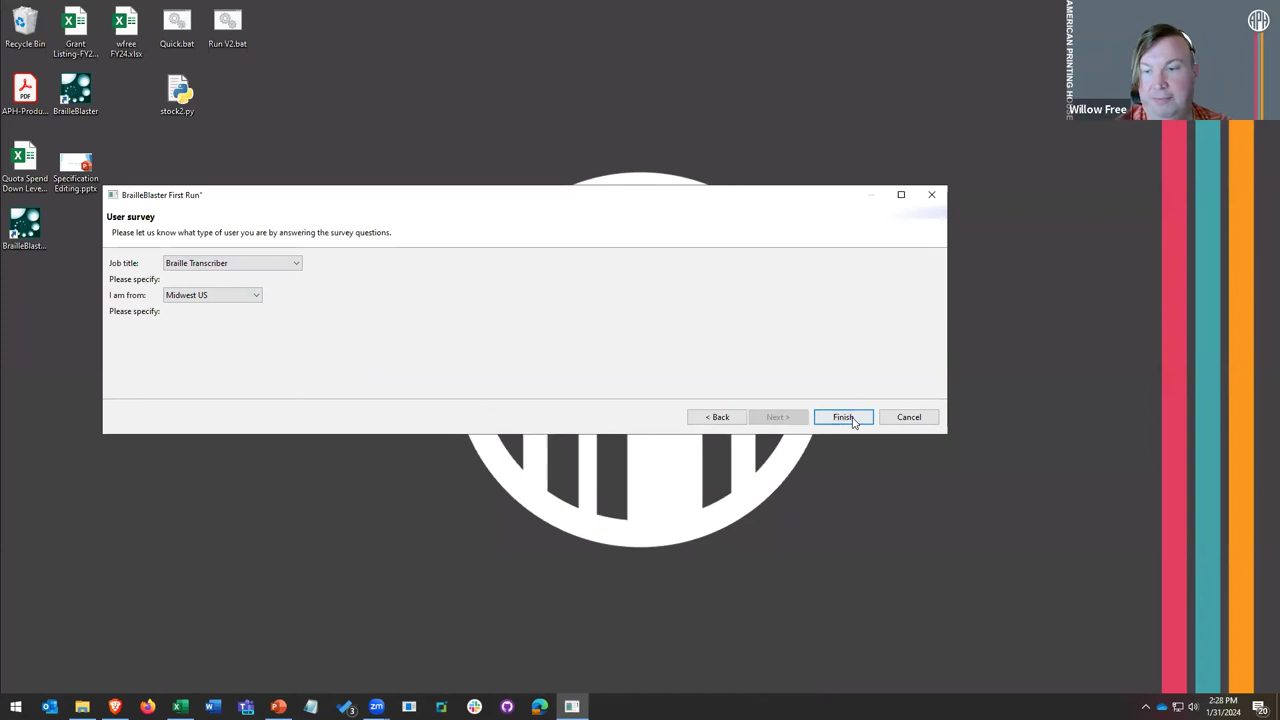 Recycle Bin
Grant
Listing-FY2...
wfree
FY24.xlsx
Quick.bat
Run V2.bat
APH-Produ...
BrailleBlaster
stock2.py
Quota Spend
Down Leve...
Specification
Editing.pptx
BrailleBlast...
AMERICAN PRINTING HOUSE
APH
Willow Free
BrailleBlaster First Run"
User survey
Please let us know what type of user you are by answering the survey questions.
Job title:
Braille Transcriber
Please specify:
I am from:
Midwest US
Please specify:
< Back
Next >
Finish
Cancel
2:28 PM
1/31/2024
20